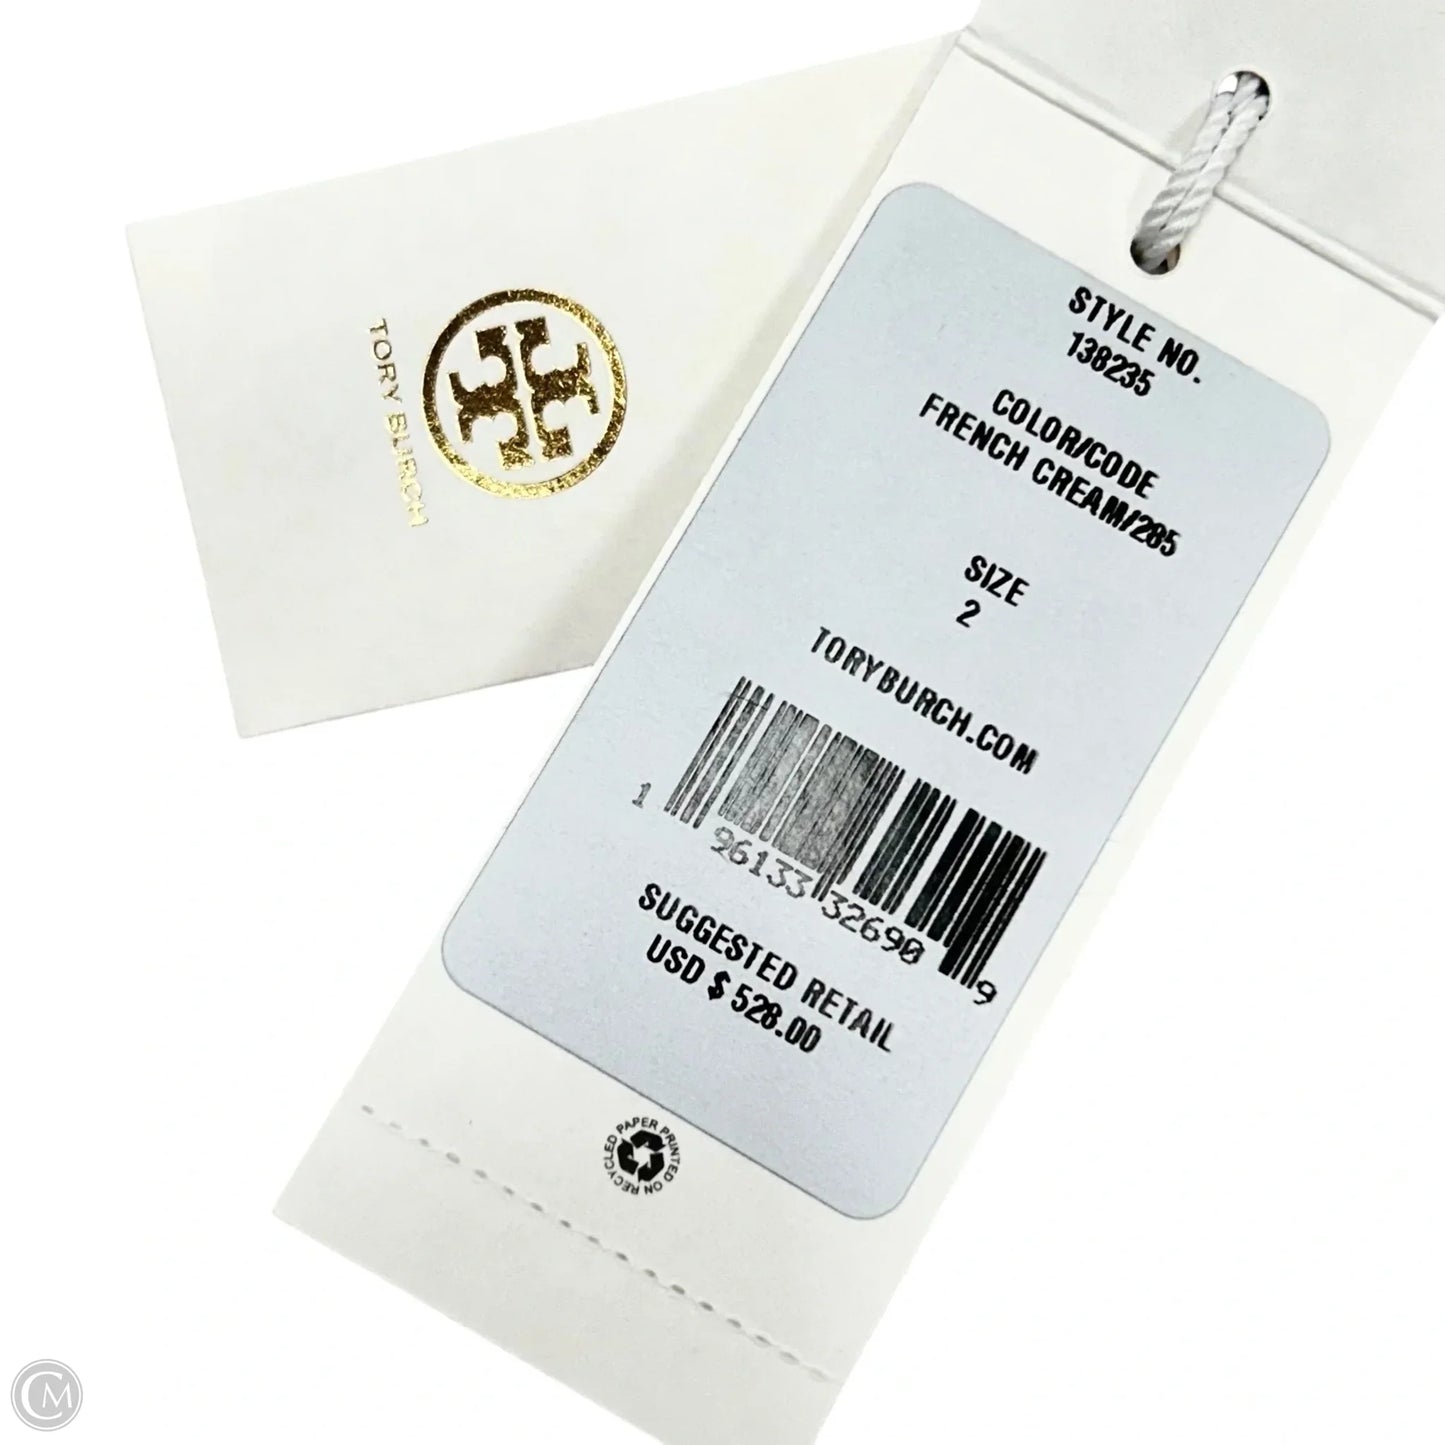 TORY BURCH
STYLE NO.
138235
COLOR/CODE
FRENCH CREAM/285
SIZE
2
TORYBURCH.COM
1 96133 32690 9
SUGGESTED RETAIL
USD $ 528.00
PRINTED ON RECYCLED PAPER
CM